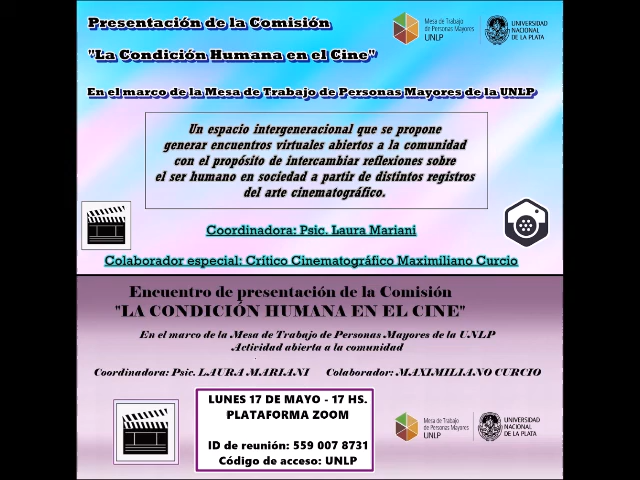 Presentación de la Comisión
"La Condición Humana en el Cine"
En el marco de la Mesa de Trabajo de Personas Mayores de la UNLP
Mesa de Trabajo
de Personas Mayores
UNLP
UNIVERSIDAD
NACIONAL
DE LA PLATA
Un espacio intergeneracional que se propone
generar encuentros virtuales abiertos a la comunidad
con el propósito de intercambiar reflexiones sobre
el ser humano en sociedad a partir de distintos registros
del arte cinematográfico.
Coordinadora: Psic. Laura Mariani
Colaborador especial: Crítico Cinematográfico Maximiliano Curcio
Encuentro de presentación de la Comisión
"LA CONDICIÓN HUMANA EN EL CINE"
En el marco de la Mesa de Trabajo de Personas Mayores de la UNLP
Actividad abierta a la comunidad
Coordinadora: Psic. LAURA MARIANI Colaborador: MAXIMILIANO CURCIO
LUNES 17 DE MAYO - 17 HS.
PLATAFORMA ZOOM
ID de reunión: 559 007 8731
Código de acceso: UNLP
Mesa de Trabajo
de Personas Mayores
UNLP
UNIVERSIDAD
NACIONAL
DE LA PLATA